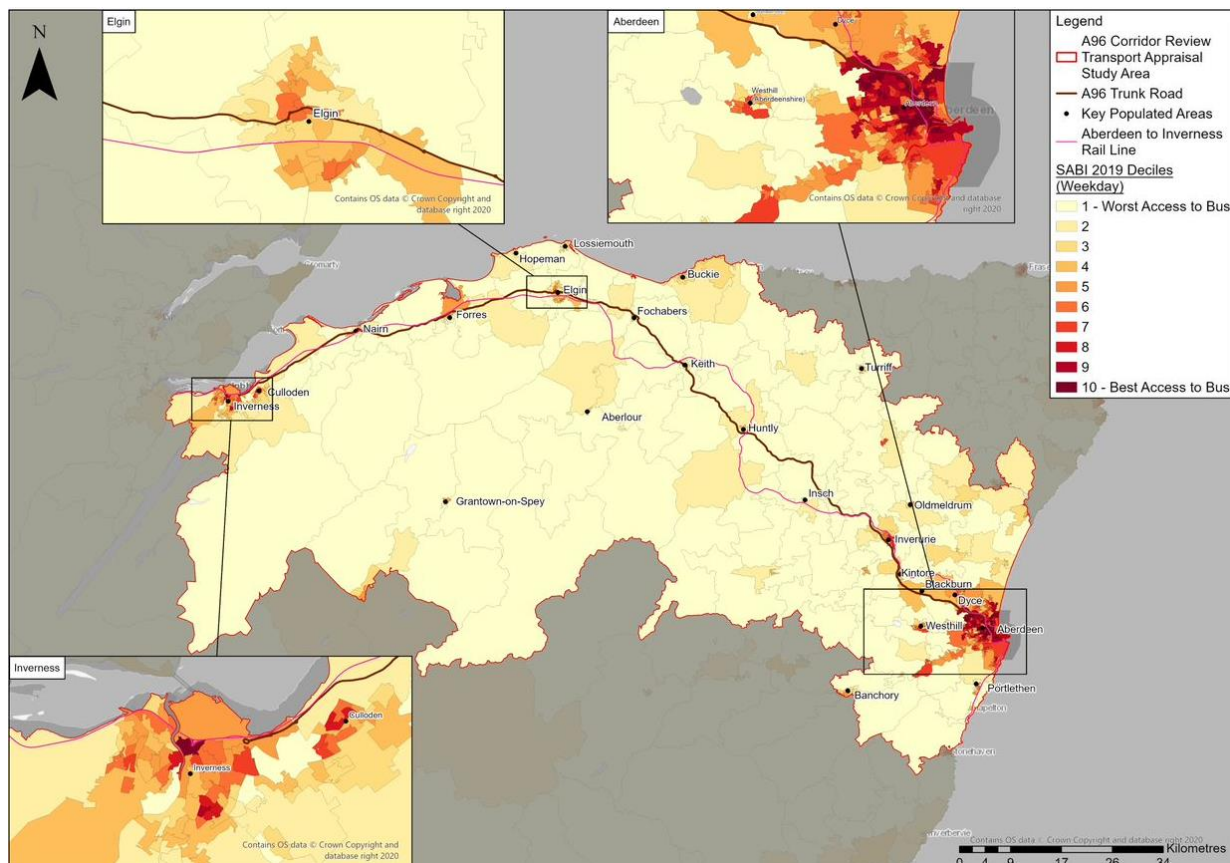 Elgin
Elgin
Contains OS data © Crown Copyright and
database right 2020
Aberdeen
Dyce
Westhill
(Aberdeenshire)
Aberdeen
Contains OS data © Crown Copyright and
database right 2020
Legend
A96 Corridor Review
Transport Appraisal
Study Area
A96 Trunk Road
Key Populated Areas
Aberdeen to Inverness
Rail Line
SABI 2019 Deciles
(Weekday)
1 - Worst Access to Bus
2
3
4
5
6
7
8
9
10 - Best Access to Bus
N
Lossiemouth
Hopeman
Buckie
Elgin
Forres
Fochabers
Nairn
Keith
Turriff
Culloden
Inverness
Aberlour
Huntly
Grantown-on-Spey
Insch
Oldmeldrum
Inverurie
Kintore
Blackburn
Dyce
Westhill
Aberdeen
Banchory
Portlethen
Inverness
Culloden
Inverness
Contains OS data © Crown Copyright and
database right 2020
Contains OS data © Crown Copyright and database right 2020
Kilometres
0 4 9 17 26 34